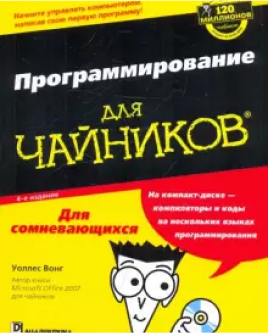 Начните управлять компьютером,
написав свою первую программу!
120
МИЛЛИОНОВ
Программирование
ДЛЯ
ЧАЙНИКОВ®
4-е издание
На компакт-диске —
компиляторы и коды
на нескольких языках
программирования
Для
сомневающихся
Уоллес Вонг
Автор книги
Microsoft Office 2007
для чайников